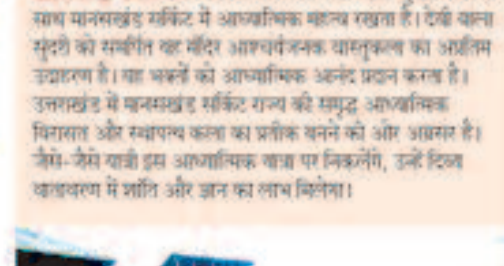 साथ मानसखंड सर्किट में आध्यात्मिक महत्व रखता है। देवी बाला
सुंदरी को समर्पित यह मंदिर आश्चर्यजनक वास्तुकला का अप्रतिम
उदाहरण है। यह भक्तों को आध्यात्मिक आनंद प्रदान करता है।
उत्तराखंड में मानसखंड सर्किट राज्य की समृद्ध आध्यात्मिक
विरासत और स्थापत्य कला का प्रतीक बनने की ओर अग्रसर है।
जैसे-जैसे यात्री इस आध्यात्मिक यात्रा पर निकलेंगे, उन्हें दिव्य
वातावरण में शांति और ज्ञान का लाभ मिलेगा।